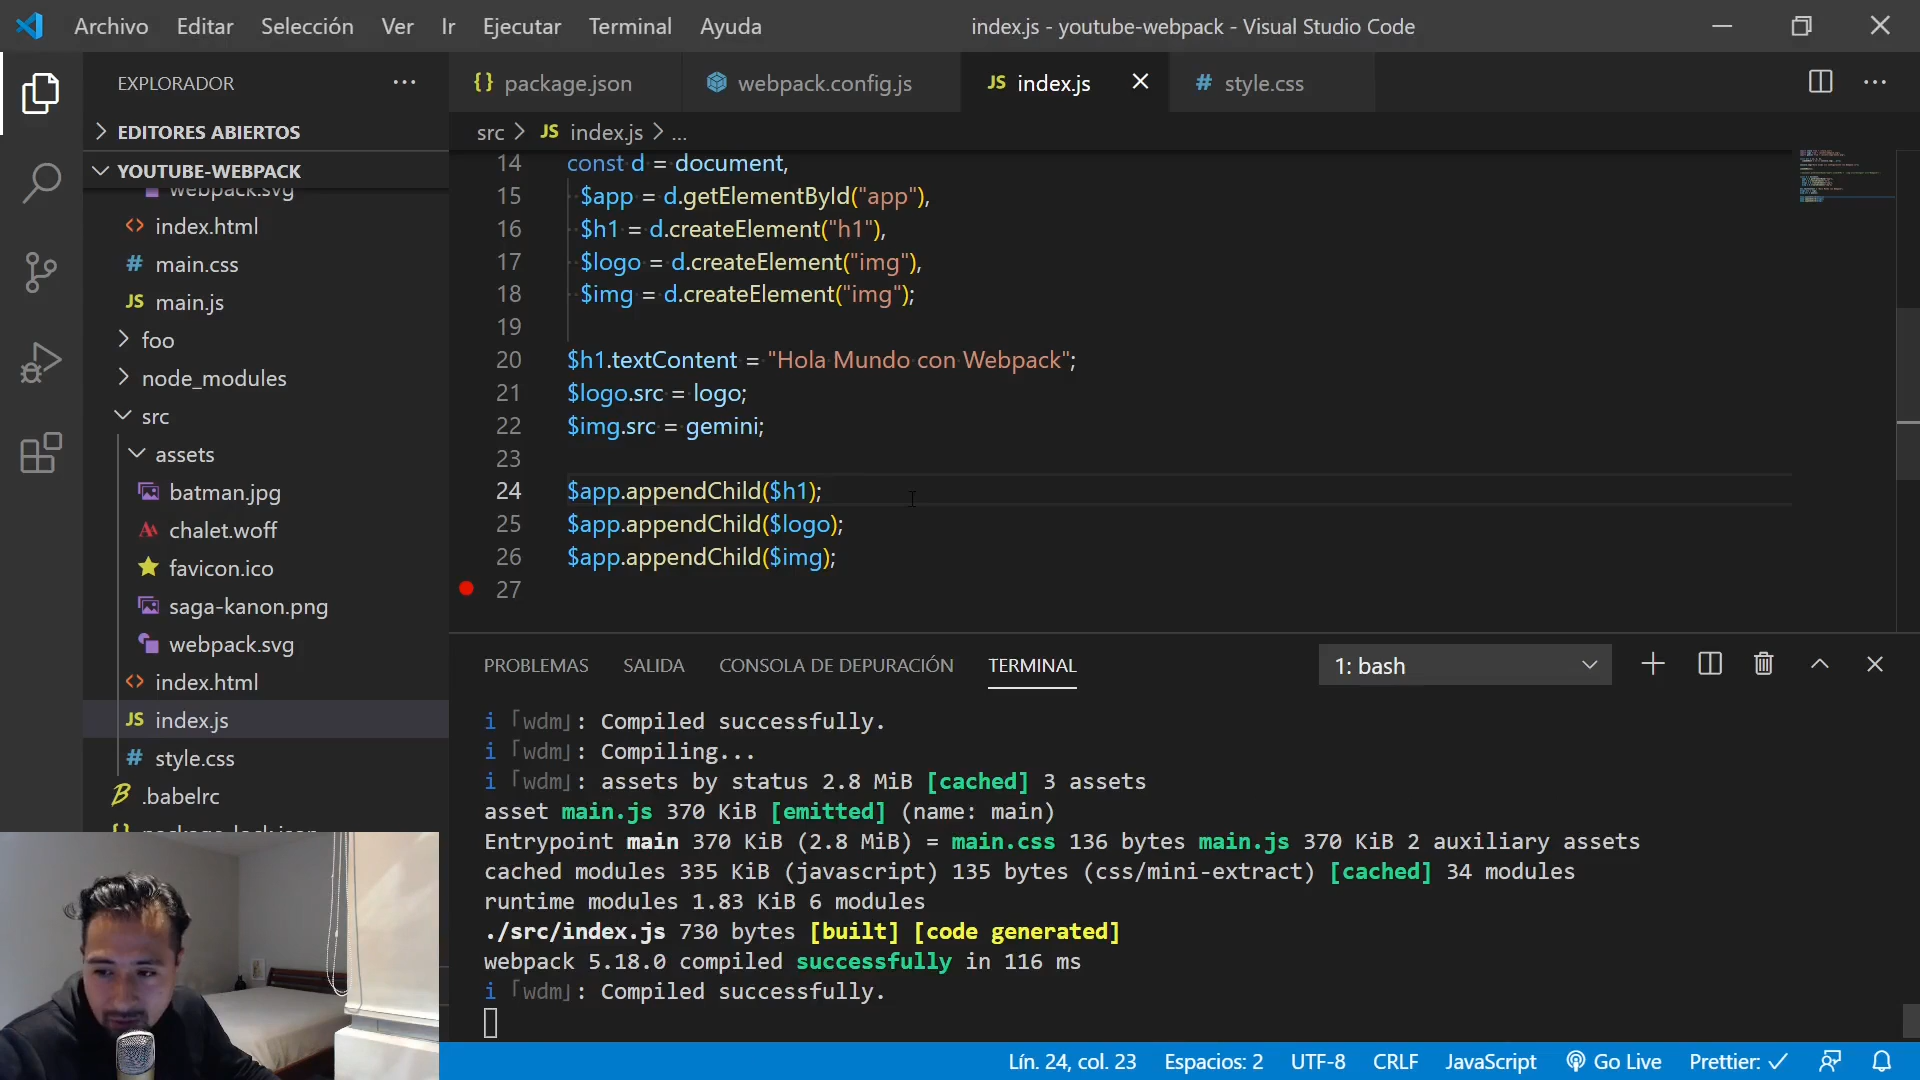 Archivo Editar Selección Ver Ir Ejecutar Terminal Ayuda index.js - youtube-webpack - Visual Studio Code
EXPLORADOR
{} package.json webpack.config.js JS index.js # style.css
EDITORES ABIERTOS
src > JS index.js > ...
YOUTUBE-WEBPACK
webpack.svg
<> index.html
# main.css
JS main.js
foo
node_modules
src
assets
batman.jpg
chalet.woff
favicon.ico
saga-kanon.png
webpack.svg
<> index.html
JS index.js
# style.css
.babelrc
14 const d = document,
15 $app = d.getElementById("app"),
16 $h1 = d.createElement("h1"),
17 $logo = d.createElement("img"),
18 $img = d.createElement("img");
19
20 $h1.textContent = "Hola Mundo con Webpack";
21 $logo.src = logo;
22 $img.src = gemini;
23
24 $app.appendChild($h1);
25 $app.appendChild($logo);
26 $app.appendChild($img);
27
PROBLEMAS SALIDA CONSOLA DE DEPURACIÓN TERMINAL 1: bash
i ｢wdm｣: Compiled successfully.
i ｢wdm｣: Compiling...
i ｢wdm｣: assets by status 2.8 MiB [cached] 3 assets
asset main.js 370 KiB [emitted] (name: main)
Entrypoint main 370 KiB (2.8 MiB) = main.css 136 bytes main.js 370 KiB 2 auxiliary assets
cached modules 335 KiB (javascript) 135 bytes (css/mini-extract) [cached] 34 modules
runtime modules 1.83 KiB 6 modules
./src/index.js 730 bytes [built] [code generated]
webpack 5.18.0 compiled successfully in 116 ms
i ｢wdm｣: Compiled successfully.
Lín. 24, col. 23 Espacios: 2 UTF-8 CRLF JavaScript Go Live Prettier: ✓